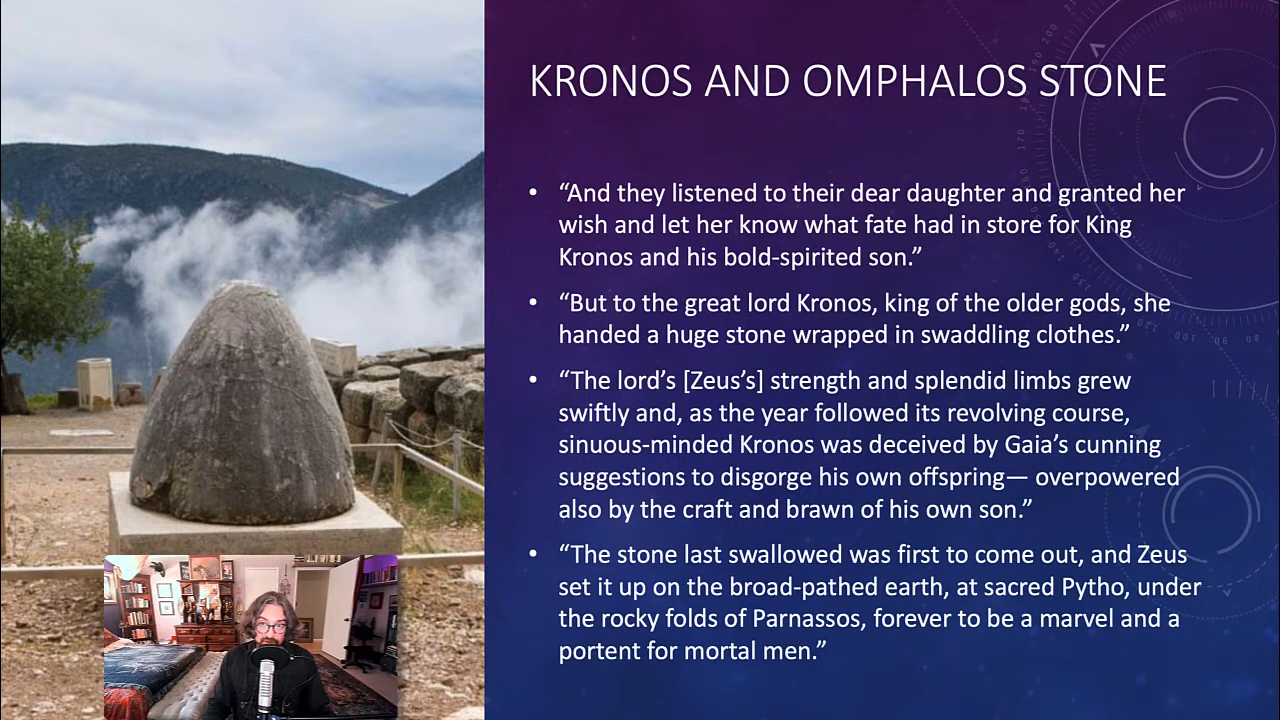 KRONOS AND OMPHALOS STONE
• “And they listened to their dear daughter and granted her
wish and let her know what fate had in store for King
Kronos and his bold-spirited son.”
• “But to the great lord Kronos, king of the older gods, she
handed a huge stone wrapped in swaddling clothes.”
• “The lord’s [Zeus’s] strength and splendid limbs grew
swiftly and, as the year followed its revolving course,
sinuous-minded Kronos was deceived by Gaia’s cunning
suggestions to disgorge his own offspring— overpowered
also by the craft and brawn of his own son.”
• “The stone last swallowed was first to come out, and Zeus
set it up on the broad-pathed earth, at sacred Pytho, under
the rocky folds of Parnassos, forever to be a marvel and a
portent for mortal men.”